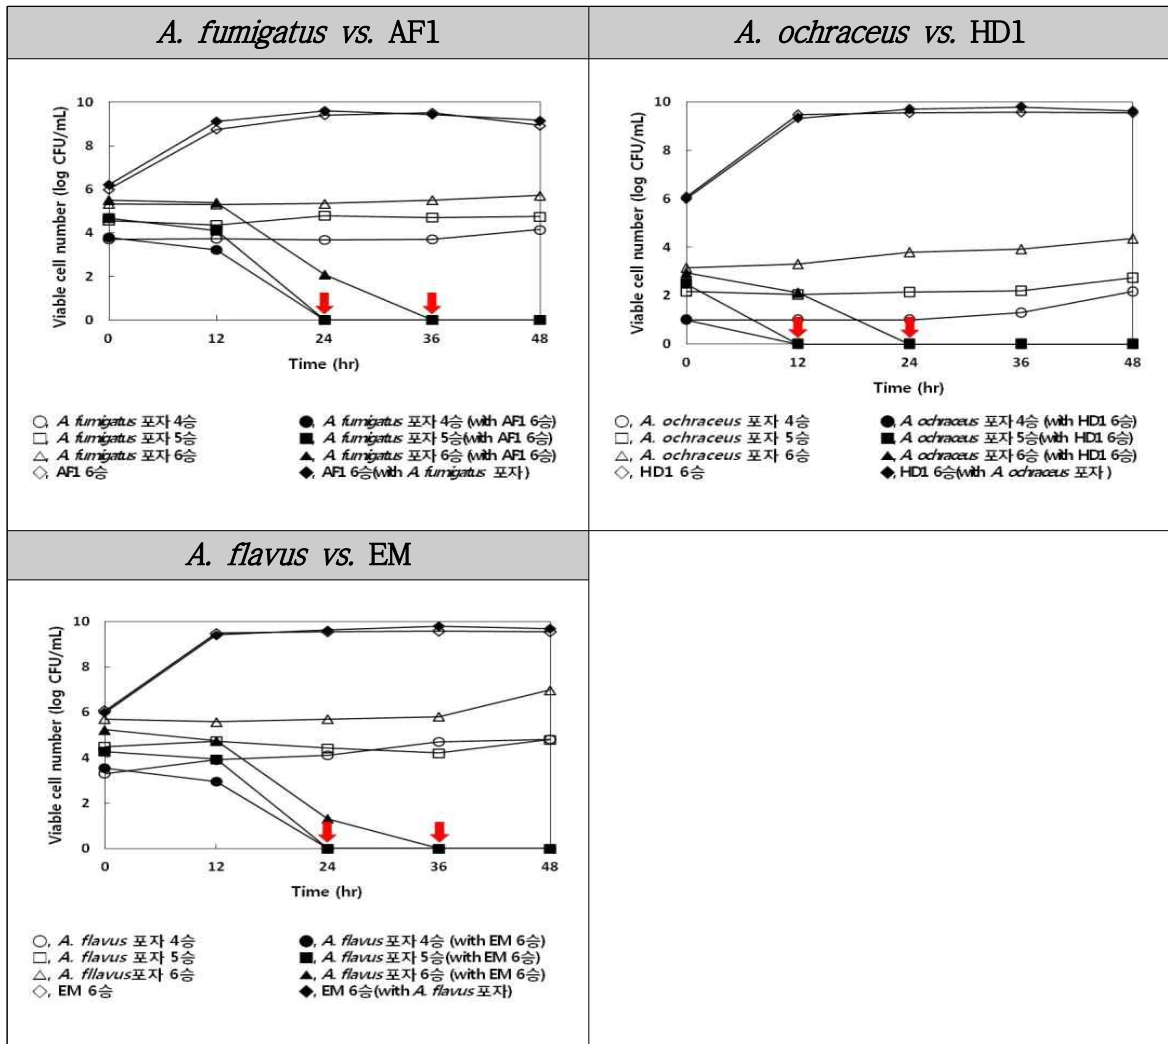 A. fumigatus vs. AF1
Viable cell number (log CFU/mL)
10
8
6
4
2
0
0 12 24 36 48
Time (hr)
○, A. fumigatus 포자 4승
□, A. fumigatus 포자 5승
△, A. fumigatus 포자 6승
◇, AF1 6승
●, A. fumigatus 포자 4승 (with AF1 6승)
■, A. fumigatus 포자 5승(with AF1 6승)
▲, A. fumigatus 포자 6승 (with AF1 6승)
◆, AF1 6승(with A. fumigatus 포자)
A. ochraceus vs. HD1
Viable cell number (log CFU/mL)
10
8
6
4
2
0
0 12 24 36 48
Time (hr)
○, A. ochraceus 포자 4승
□, A. ochraceus 포자 5승
△, A. ochraceus 포자 6승
◇, HD1 6승
●, A. ochraceus 포자 4승 (with HD1 6승)
■, A. ochraceus 포자 5승(with HD1 6승)
▲, A. ochraceus 포자 6승 (with HD1 6승)
◆, HD1 6승(with A. ochraceus 포자)
A. flavus vs. EM
Viable cell number (log CFU/mL)
10
8
6
4
2
0
0 12 24 36 48
Time (hr)
○, A. flavus 포자 4승
□, A. flavus 포자 5승
△, A. fllavus포자 6승
◇, EM 6승
●, A. flavus 포자 4승 (with EM 6승)
■, A. flavus 포자 5승(with EM 6승)
▲, A. flavus 포자 6승 (with EM 6승)
◆, EM 6승(with A. flavus 포자)